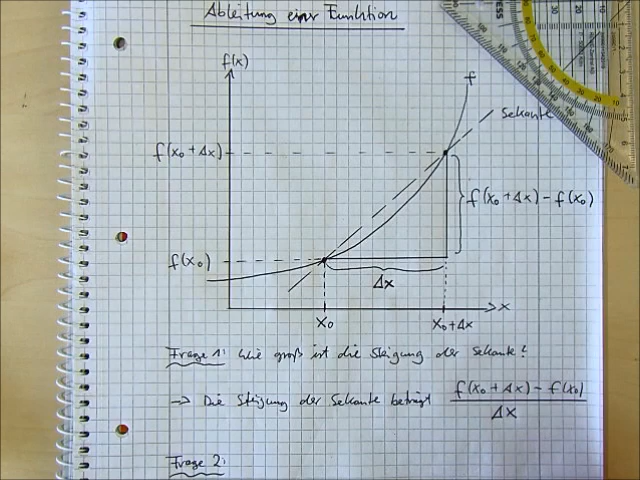 Ableitung einer Funktion
f(x)
f
Sekante
f(x₀+Δx)
f(x₀+Δx) - f(x₀)
f(x₀)
Δx
x
x₀
x₀+Δx
Frage 1: Wie groß ist die Steigung der Sekante?
→ Die Steigung der Sekante beträgt f(x₀+Δx) - f(x₀) / Δx
Frage 2: